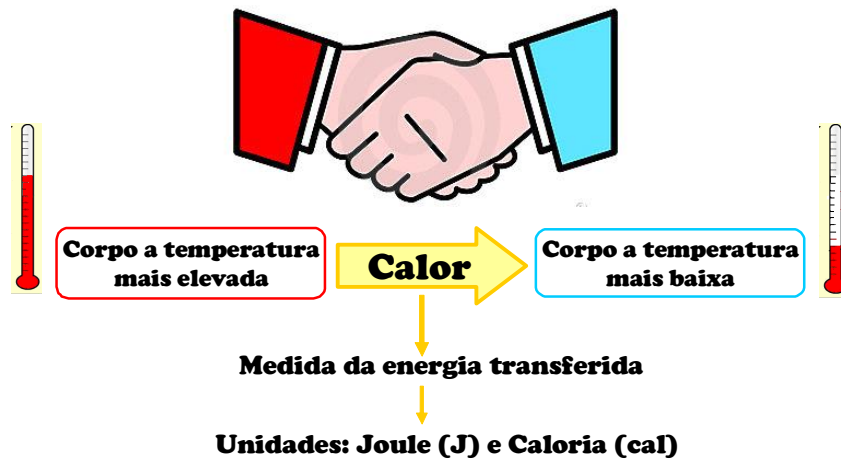 Corpo a temperatura
mais elevada
Calor
Corpo a temperatura
mais baixa
Medida da energia transferida
Unidades: Joule (J) e Caloria (cal)